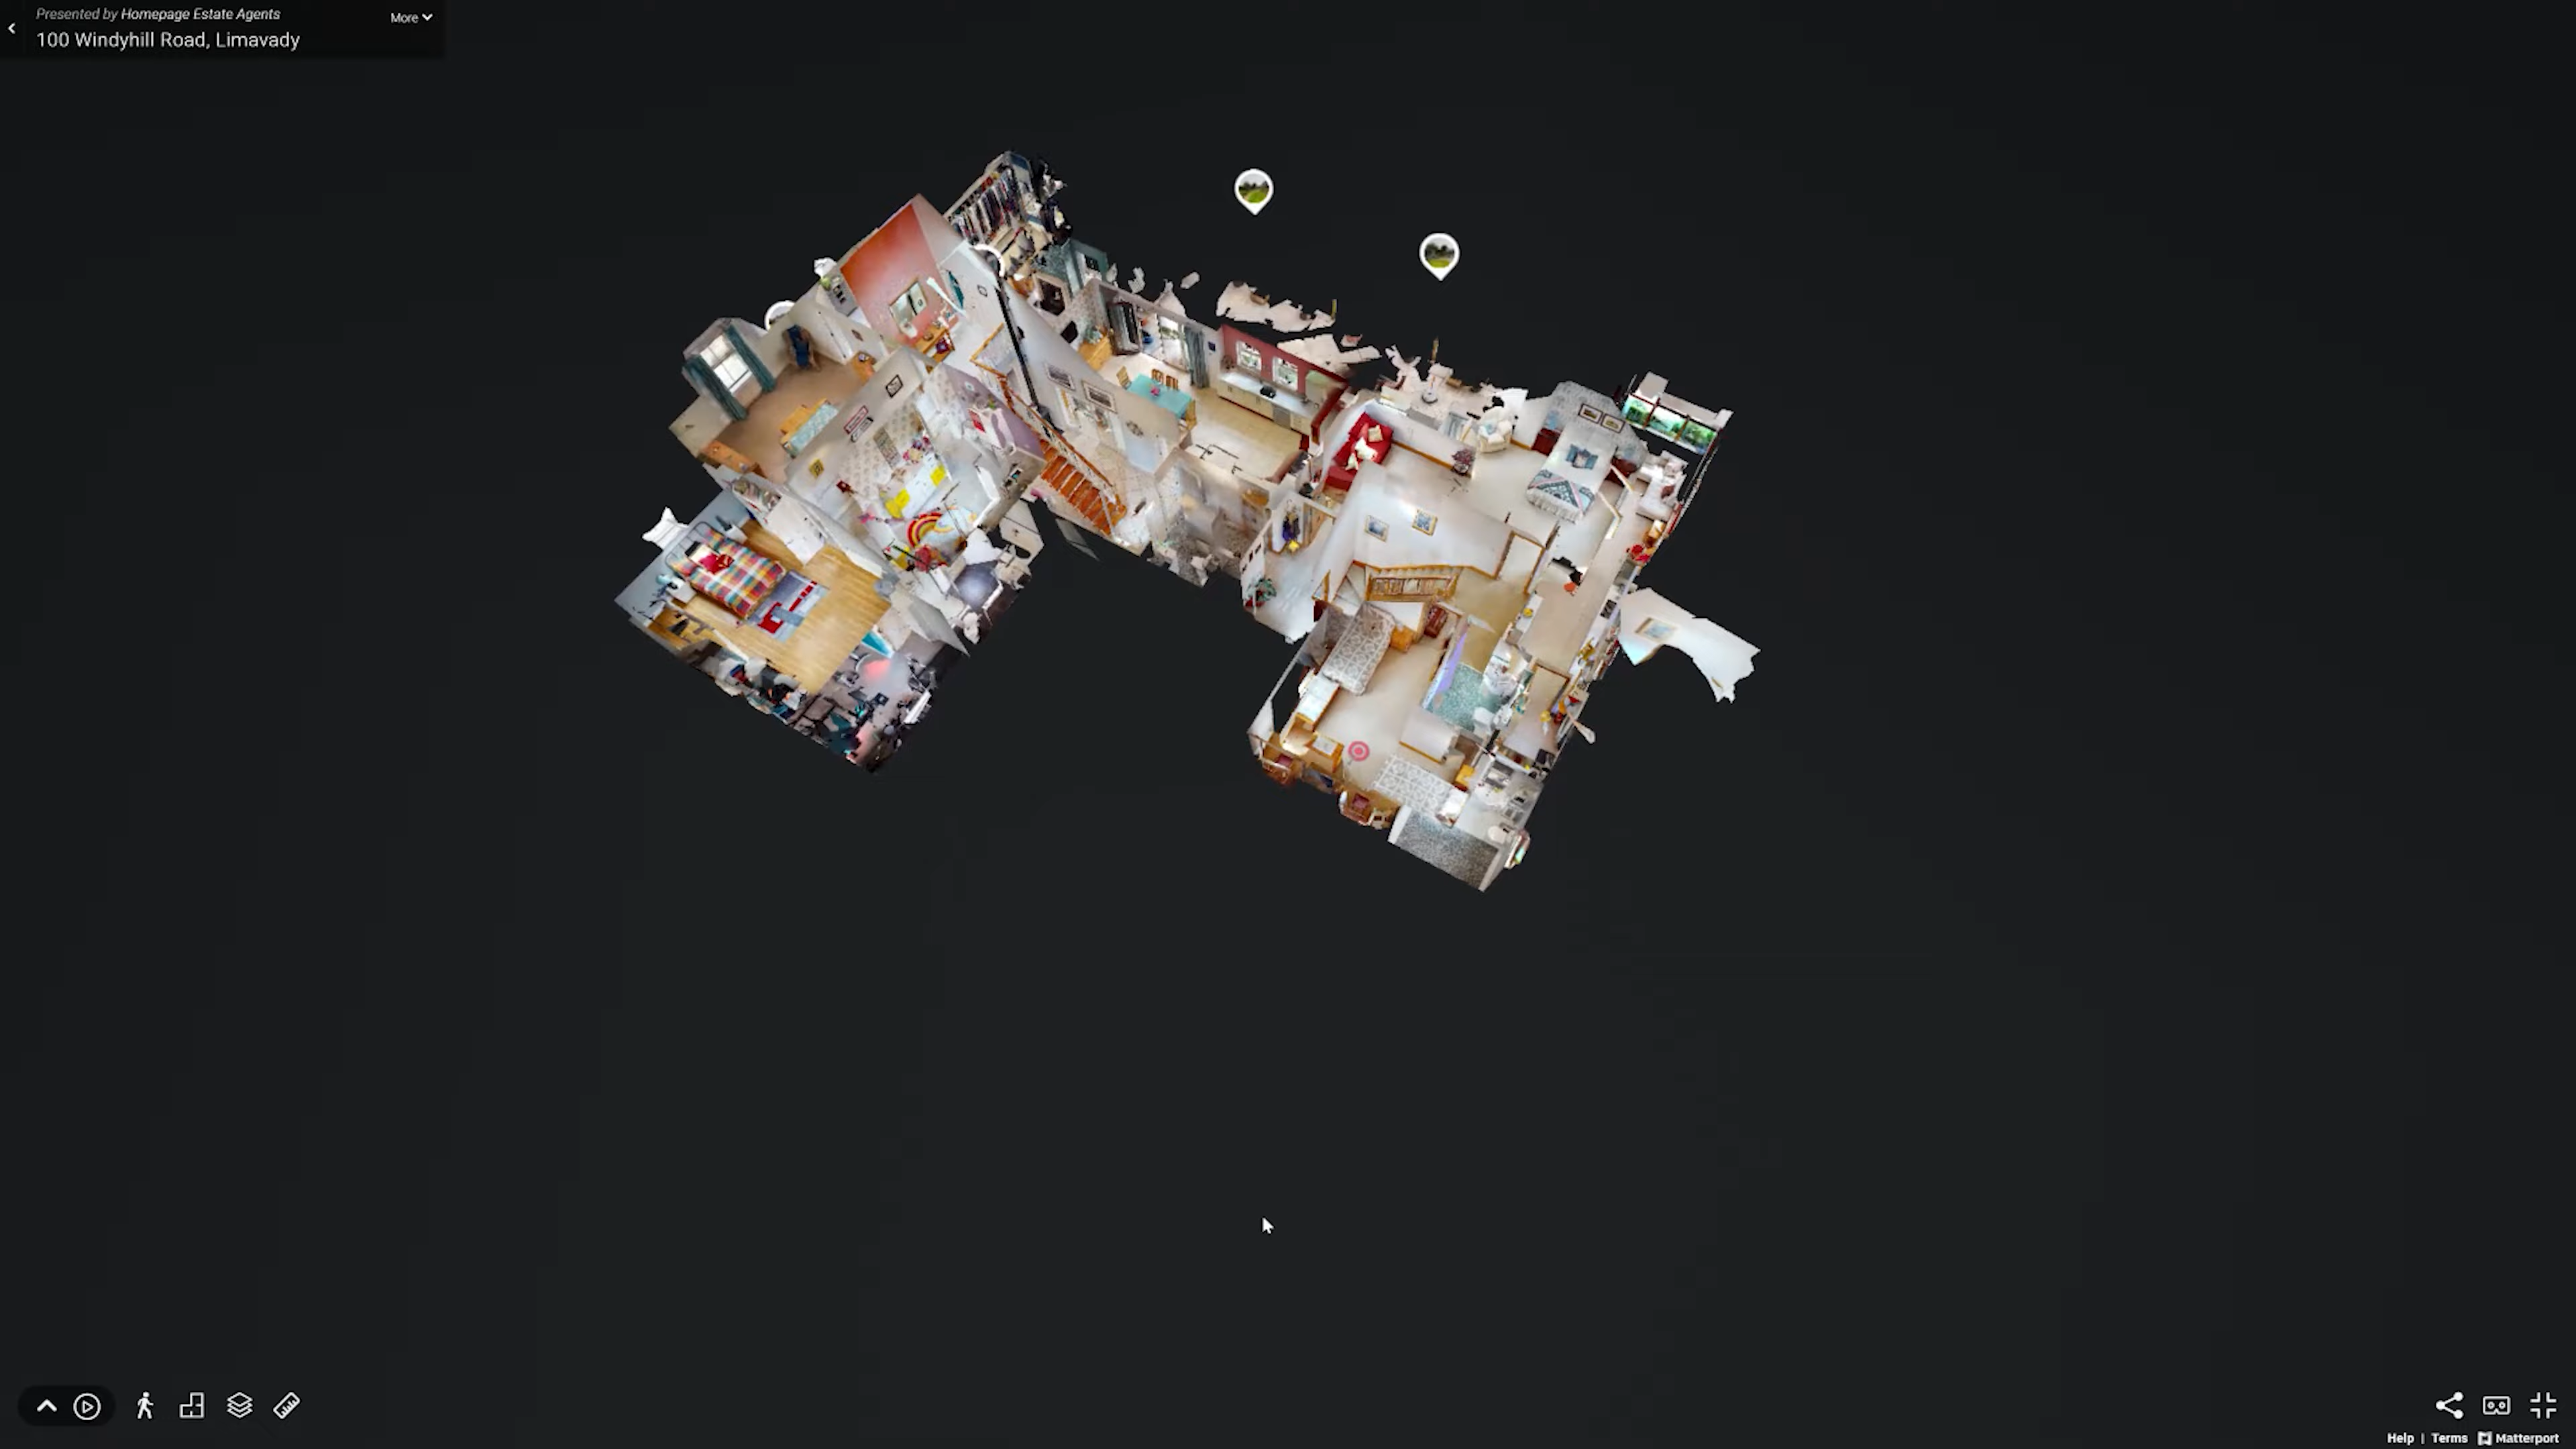 Presented by Homepage Estate Agents
More
100 Windyhill Road, Limavady
Help | Terms Matterport